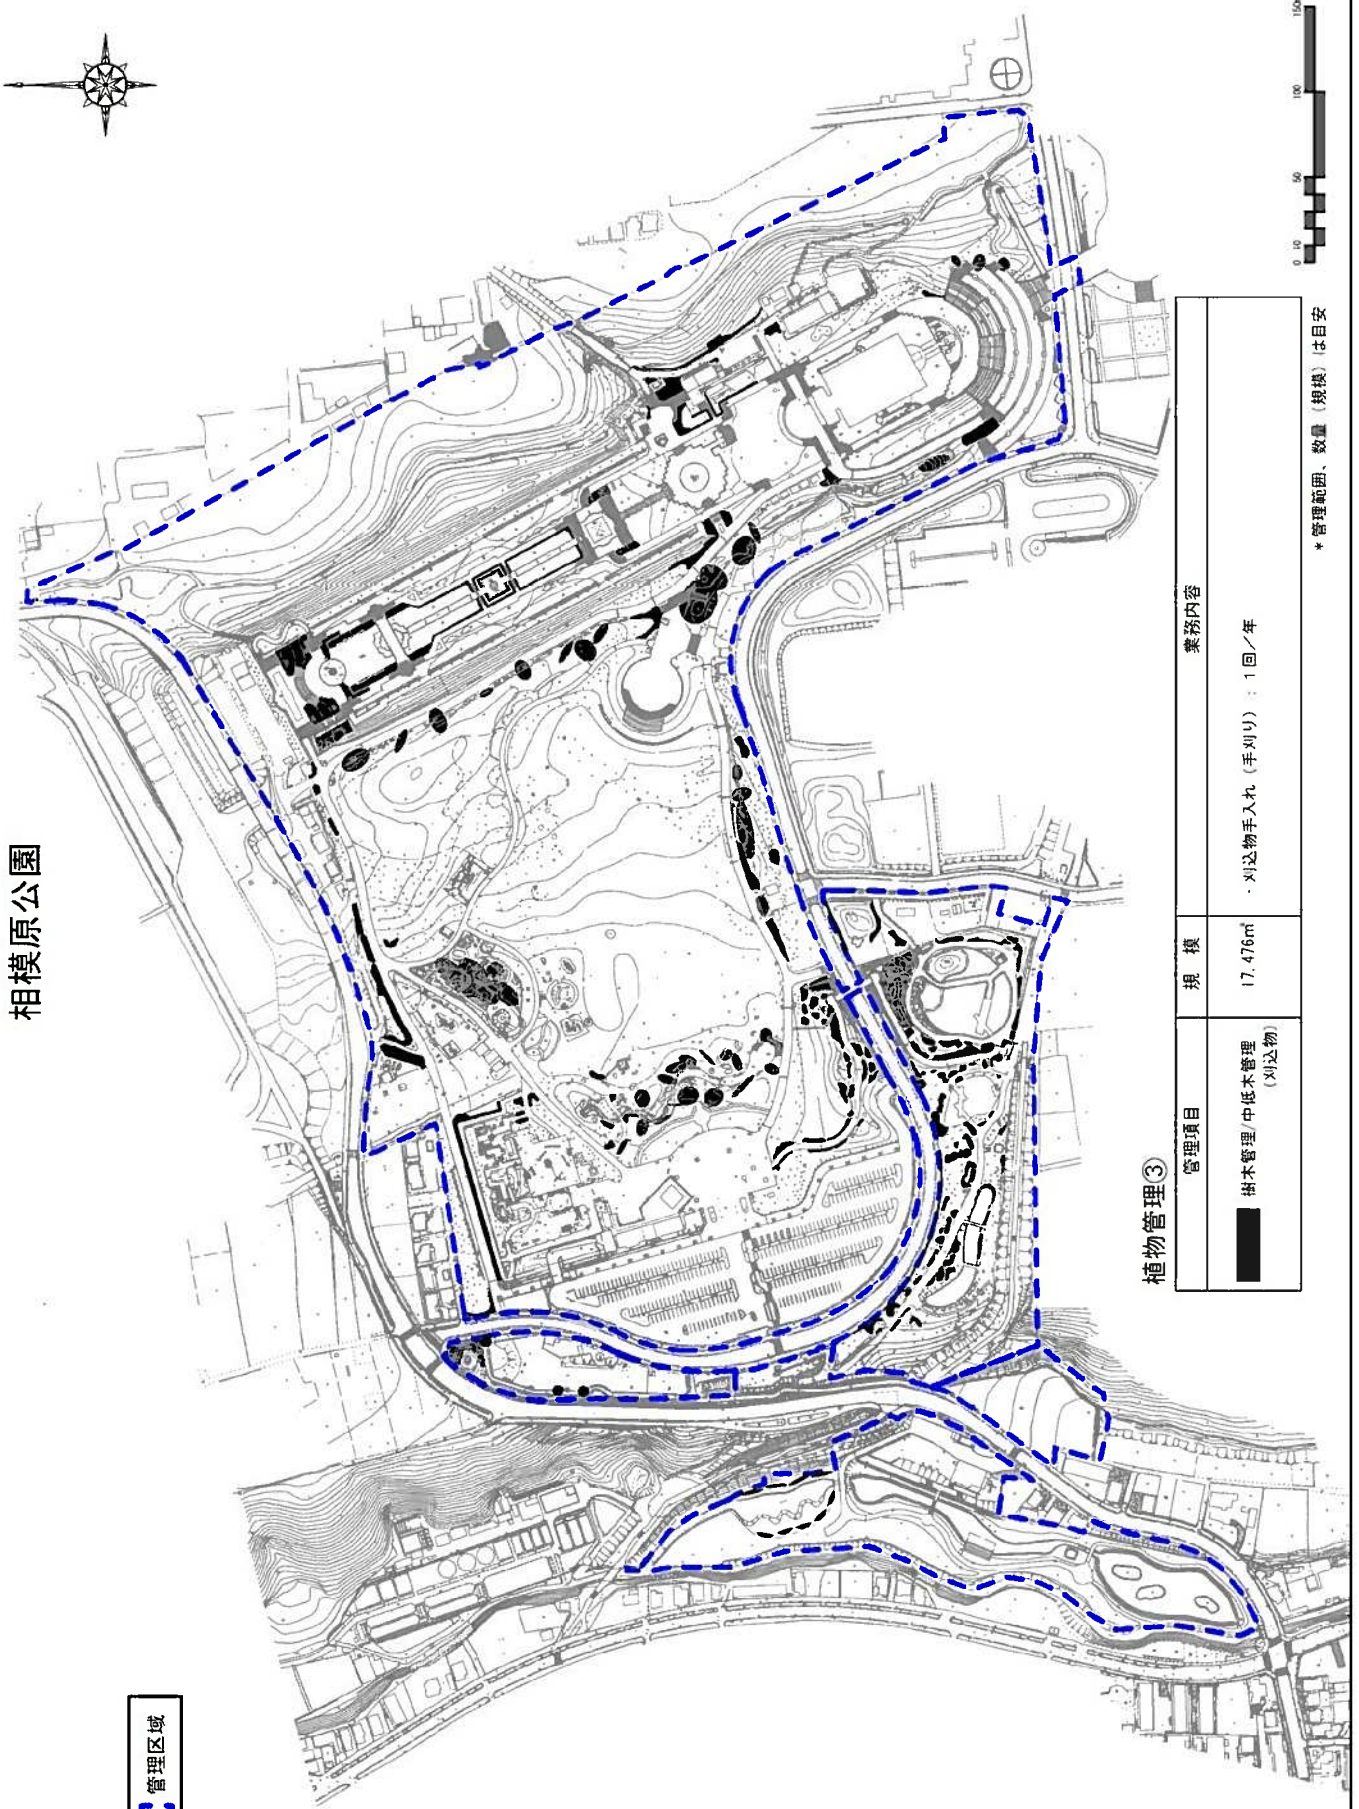 相模原公園
管理区域
植物管理③
管理項目
規　模
業務内容
樹木管理/中低木管理
(刈込物)
17,476㎡
・刈込物手入れ（手刈り）：1回／年
*管理範囲、数量（規模）は目安
0 10 50 100 150